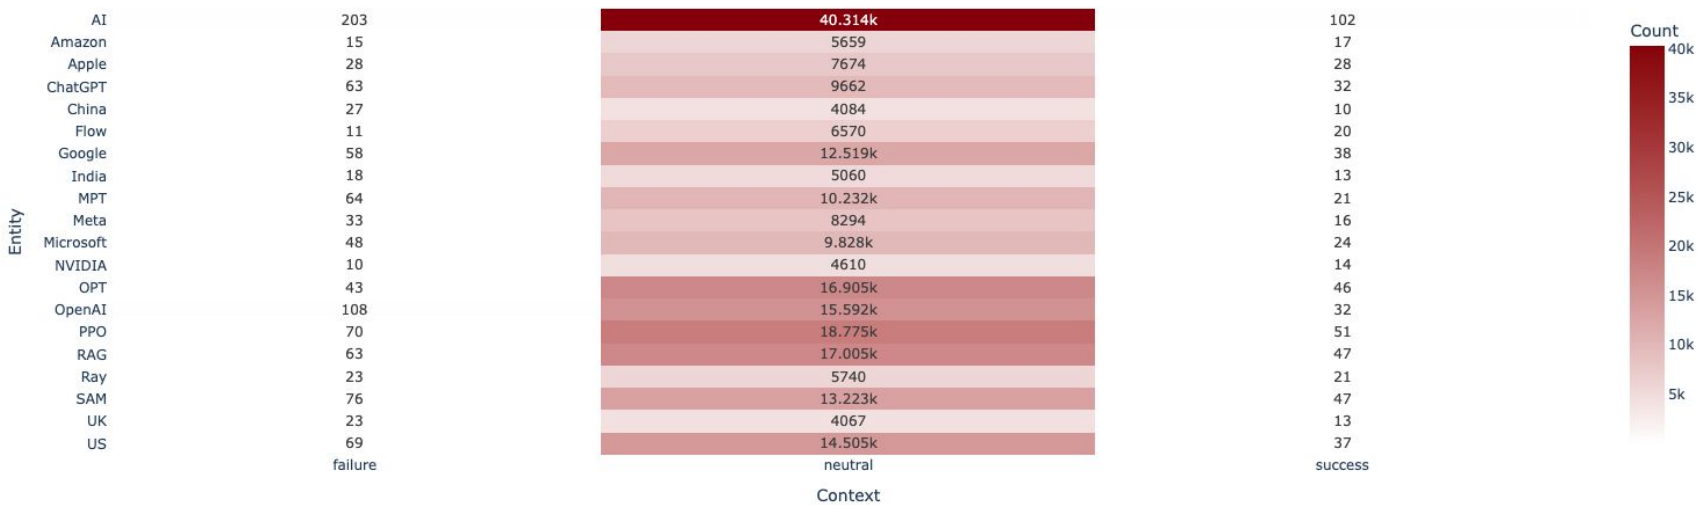 AI 203 40.314k 102
Amazon 15 5659 17
Apple 28 7674 28
ChatGPT 63 9662 32
China 27 4084 10
Flow 11 6570 20
Google 58 12.519k 38
India 18 5060 13
MPT 64 10.232k 21
Meta 33 8294 16
Microsoft 48 9.828k 24
NVIDIA 10 4610 14
OPT 43 16.905k 46
OpenAI 108 15.592k 32
PPO 70 18.775k 51
RAG 63 17.005k 47
Ray 23 5740 21
SAM 76 13.223k 47
UK 23 4067 13
US 69 14.505k 37
failure neutral success
Context
Entity
Count
40k
35k
30k
25k
20k
15k
10k
5k